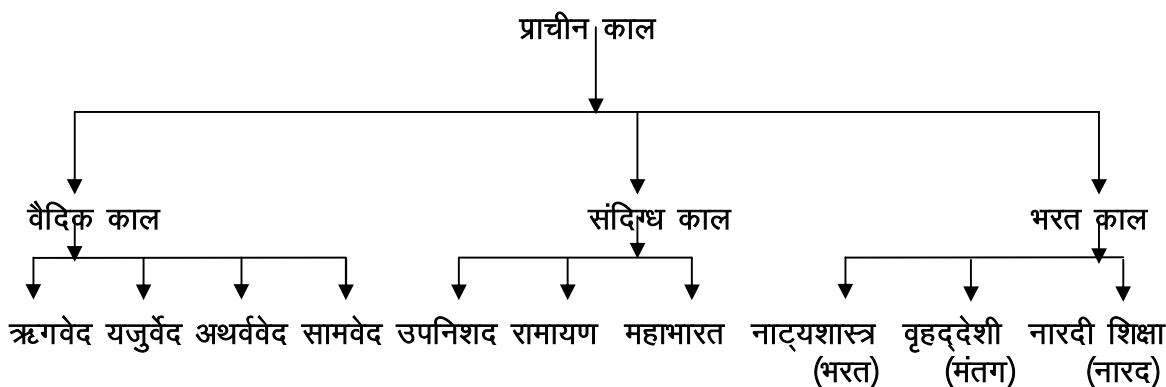 प्राचीन काल
वैदिक काल संदिग्ध काल भरत काल
ऋगवेद यजुर्वेद अथर्ववेद सामवेद उपनिशद रामायण महाभारत नाट्यशास्त्र वृहद्देशी नारदी शिक्षा
(भरत) (मंतग) (नारद)